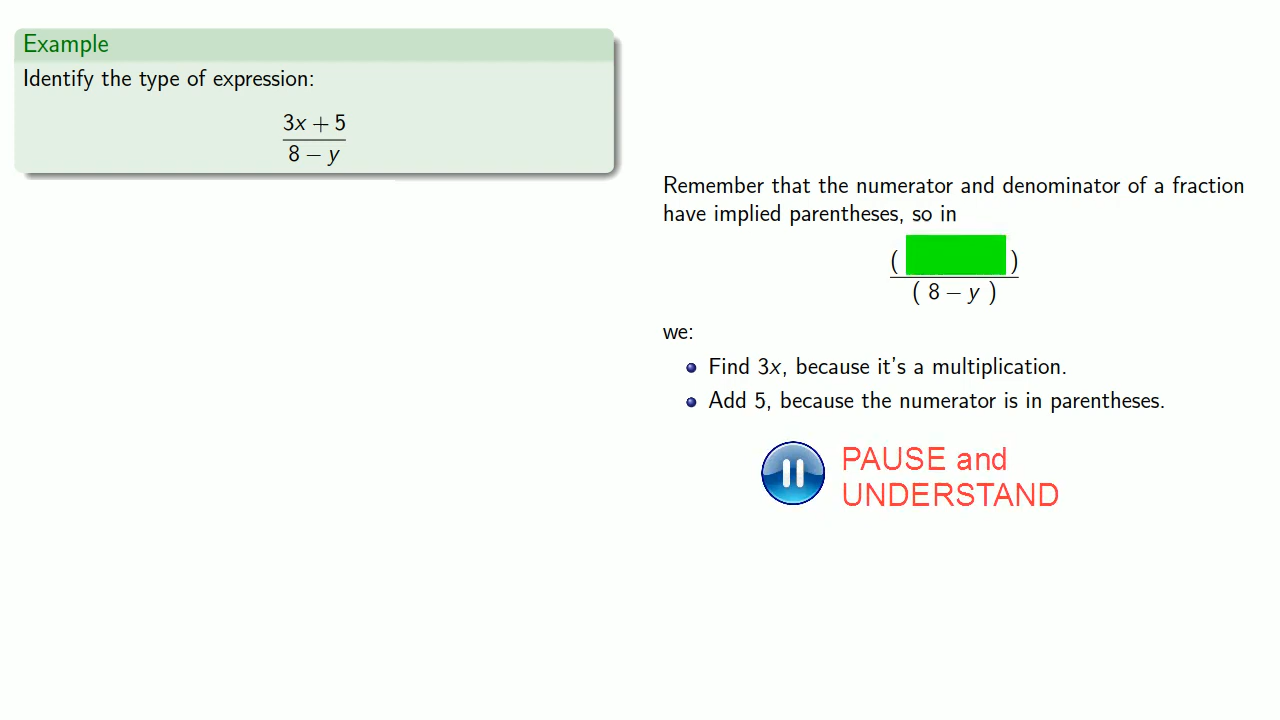 Example
Identify the type of expression:
3x + 5
8 − y
Remember that the numerator and denominator of a fraction
have implied parentheses, so in
( )
( 8 − y )
we:
Find 3x, because it's a multiplication.
Add 5, because the numerator is in parentheses.
PAUSE and
UNDERSTAND